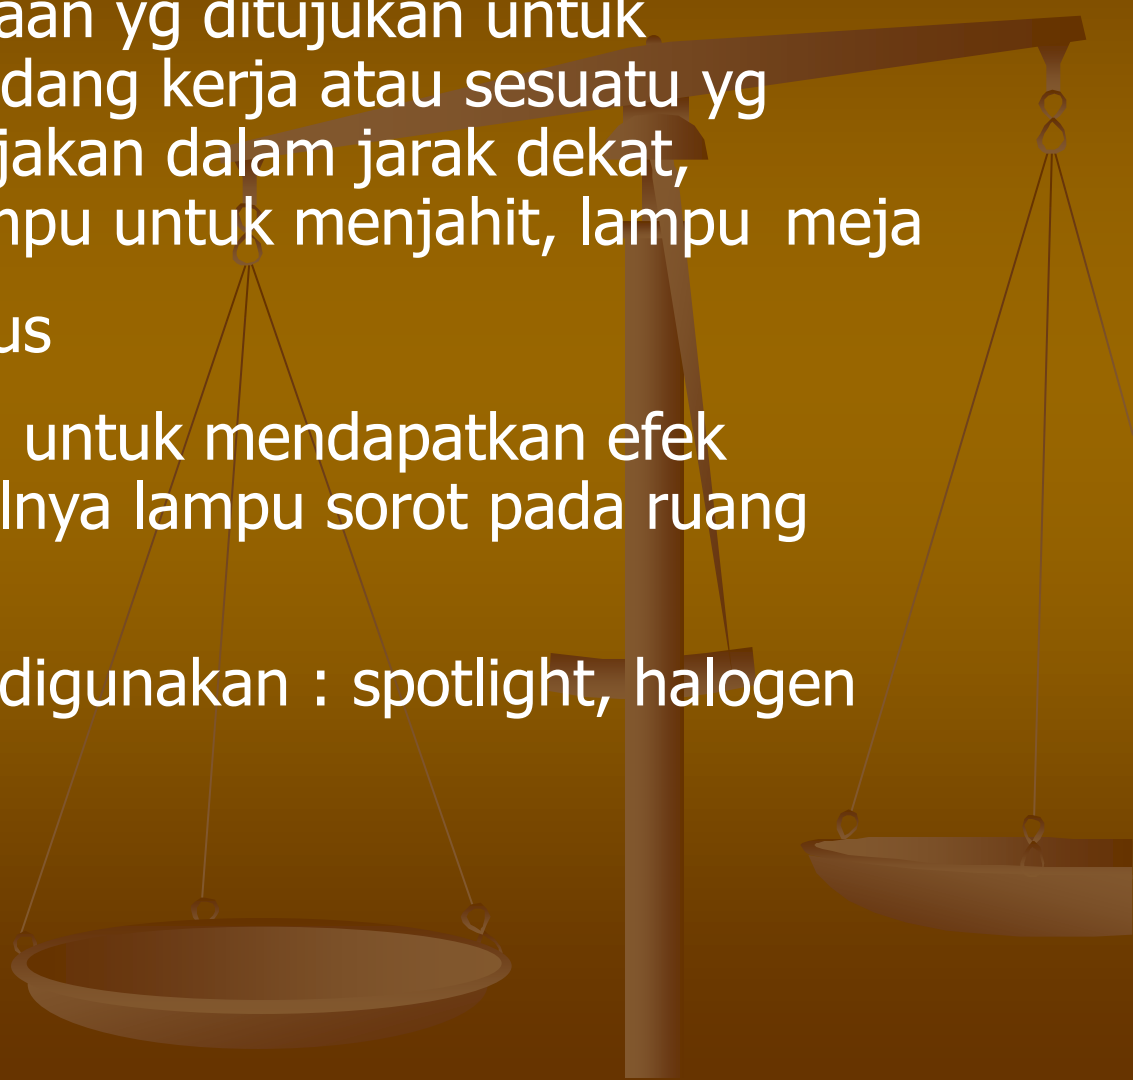 aan yg ditujukan untuk
dang kerja atau sesuatu yg
jakan dalam jarak dekat,
npu untuk menjahit, lampu meja
us
untuk mendapatkan efek
lnya lampu sorot pada ruang
digunakan : spotlight, halogen